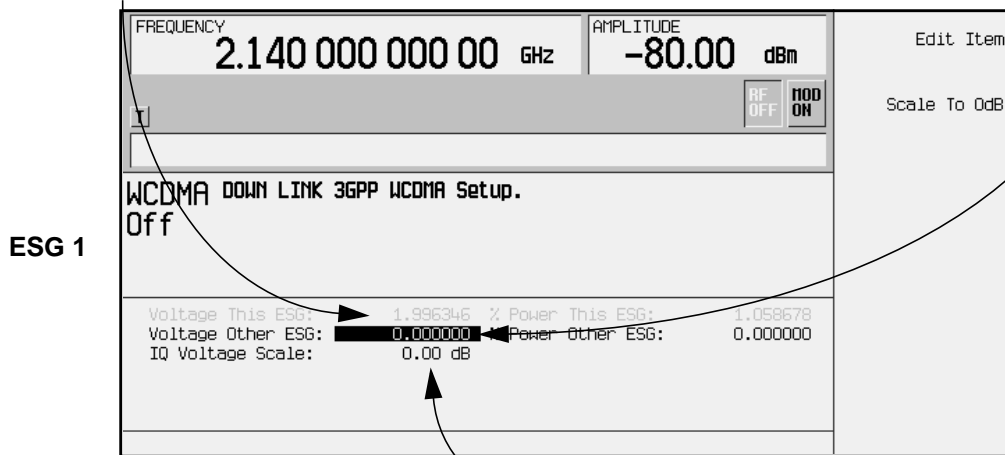 FREQUENCY
2.140 000 000 00 GHz
AMPLITUDE
-80.00 dBm
Edit Item
RF OFF
MOD ON
Scale To 0dB
I
WCDMA DOWN LINK 3GPP WCDMA Setup.
Off
ESG 1
Voltage This ESG: 1.996346 % Power This ESG: 1.058678
Voltage Other ESG: 0.000000 % Power Other ESG: 0.000000
IQ Voltage Scale: 0.00 dB